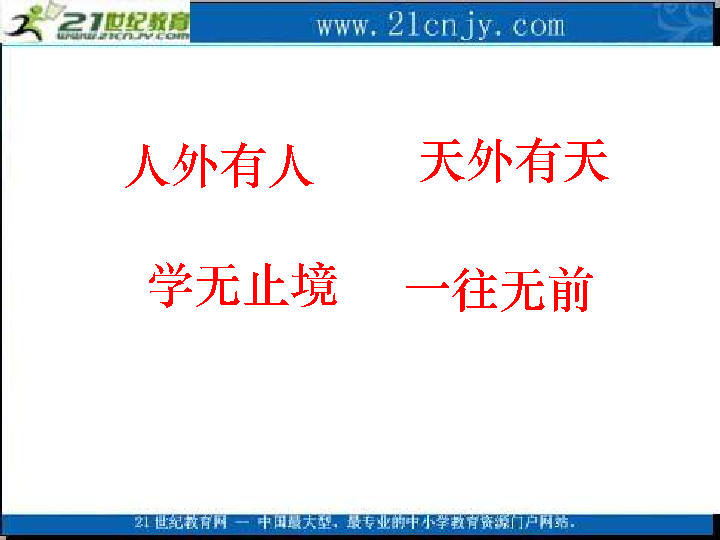 21世纪教育
WWW.21CNJY.COM
www.21cnjy.com
人外有人 天外有天
学无止境 一往无前
21世纪教育网 — 中国最大型、最专业的中小学教育资源门户网站.